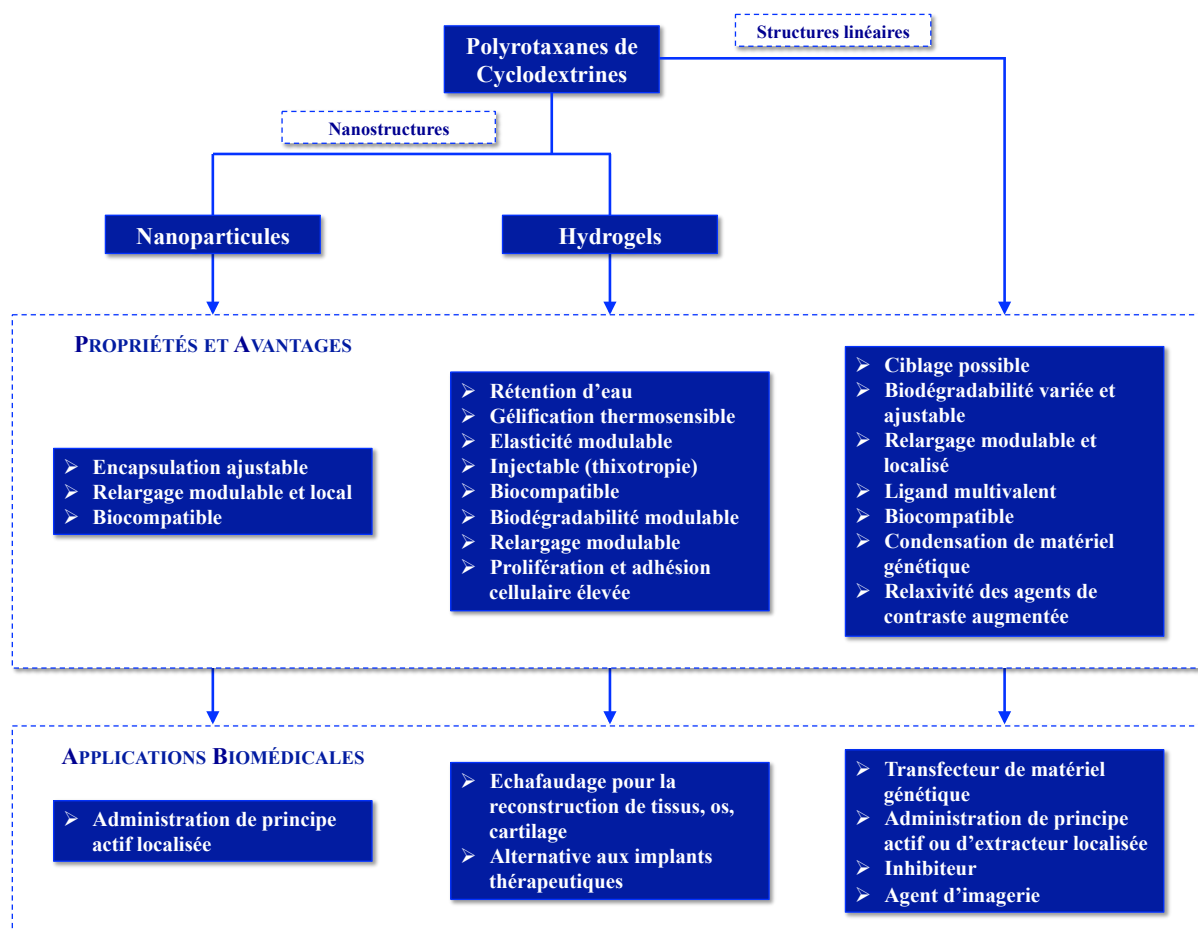 Structures linéaires
Polyrotaxanes de
Cyclodextrines
Nanostructures
Nanoparticules
Hydrogels
PROPRIÉTÉS ET AVANTAGES
➢ Encapsulation ajustable
➢ Relargage modulable et local
➢ Biocompatible
➢ Rétention d’eau
➢ Gélification thermosensible
➢ Elasticité modulable
➢ Injectable (thixotropie)
➢ Biocompatible
➢ Biodégradabilité modulable
➢ Relargage modulable
➢ Prolifération et adhésion
cellulaire élevée
➢ Ciblage possible
➢ Biodégradabilité variée et
ajustable
➢ Relargage modulable et
localisé
➢ Ligand multivalent
➢ Biocompatible
➢ Condensation de matériel
génétique
➢ Relaxivité des agents de
contraste augmentée
APPLICATIONS BIOMÉDICALES
➢ Administration de principe
actif localisée
➢ Echafaudage pour la
reconstruction de tissus, os,
cartilage
➢ Alternative aux implants
thérapeutiques
➢ Transfecteur de matériel
génétique
➢ Administration de principe
actif ou d’extracteur localisée
➢ Inhibiteur
➢ Agent d’imagerie